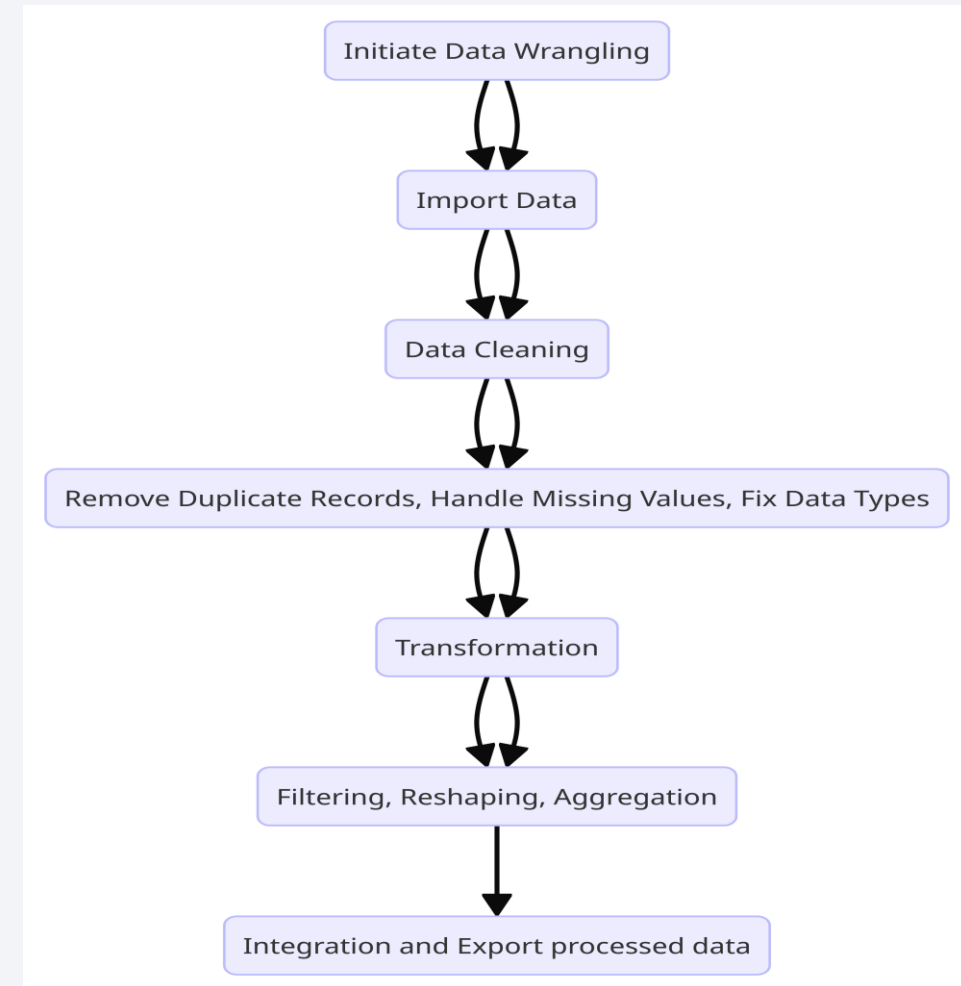 Initiate Data Wrangling
Import Data
Data Cleaning
Remove Duplicate Records, Handle Missing Values, Fix Data Types
Transformation
Filtering, Reshaping, Aggregation
Integration and Export processed data